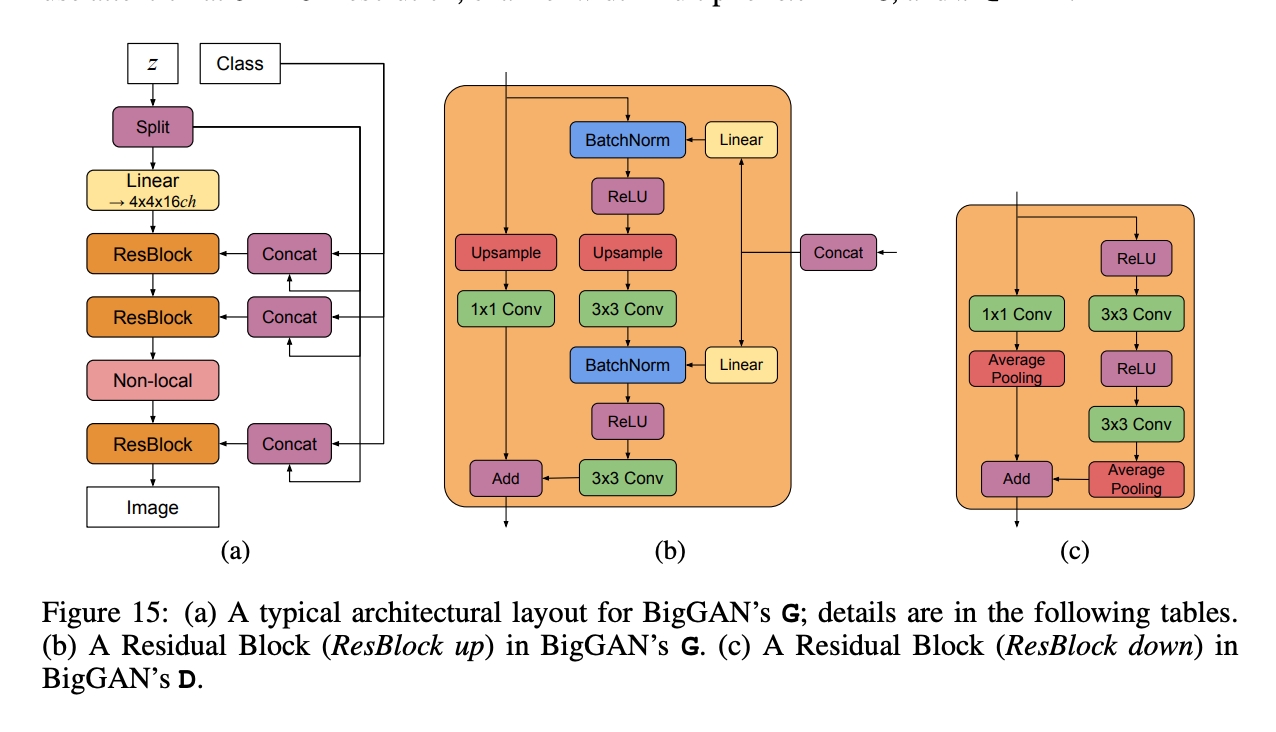 z
Class
Split
Linear
→ 4x4x16ch
ResBlock
Concat
ResBlock
Concat
Non-local
ResBlock
Concat
Image
(a)
BatchNorm
Linear
ReLU
Upsample
Upsample
Concat
1x1 Conv
3x3 Conv
BatchNorm
Linear
ReLU
Add
3x3 Conv
(b)
ReLU
1x1 Conv
3x3 Conv
Average
Pooling
ReLU
3x3 Conv
Add
Average
Pooling
(c)
Figure 15: (a) A typical architectural layout for BigGAN's G; details are in the following tables.
(b) A Residual Block (ResBlock up) in BigGAN's G. (c) A Residual Block (ResBlock down) in
BigGAN's D.